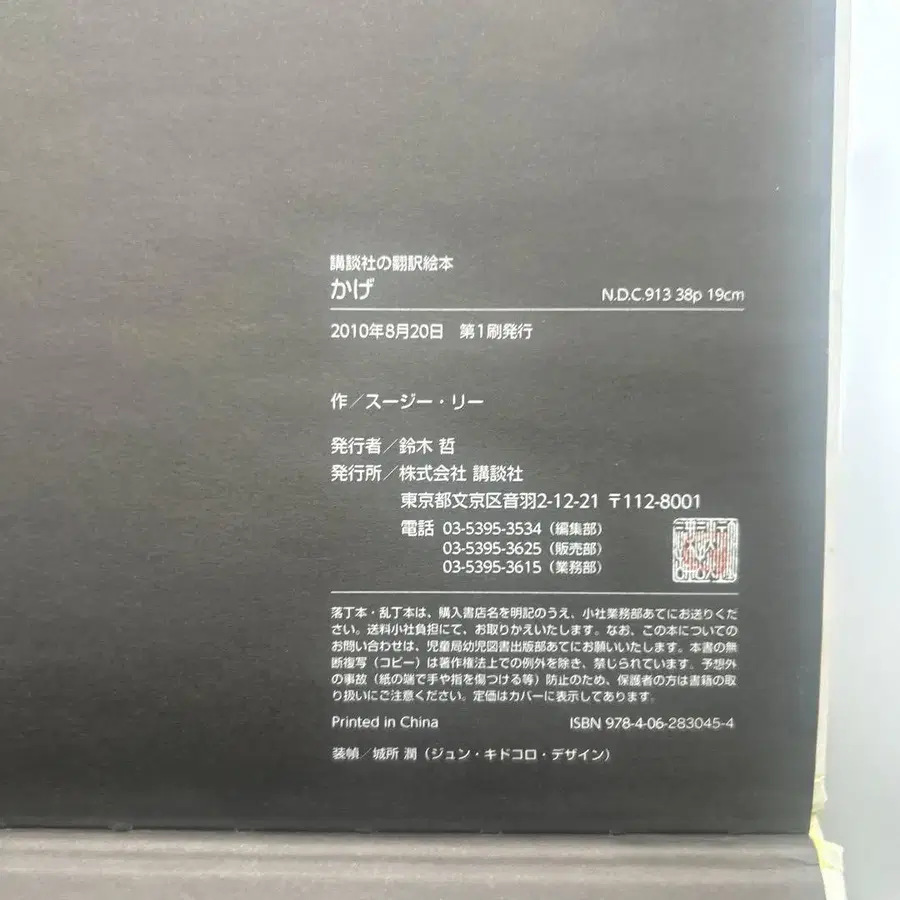 講談社の翻訳絵本
かげ N.D.C.913 38p 19cm
2010年8月20日 第1刷発行
作／スージー・リー
発行者／鈴木 哲
発行所／株式会社 講談社
東京都文京区音羽2-12-21 〒112-8001
電話 03-5395-3534（編集部）
03-5395-3625（販売部）
03-5395-3615（業務部）
落丁本・乱丁本は、購入書店名を明記のうえ、小社業務部あてにお送りくだ
さい。送料小社負担にて、お取りかえいたします。なお、この本についての
お問い合わせは、児童局幼児図書出版部あてにお願いいたします。本書の無
断複写（コピー）は著作権法上での例外を除き、禁じられています。予想外
の事故（紙の端で手や指を傷つける等）防止のため、保護者の方は書籍の取
り扱いにご注意ください。定価はカバーに表示してあります。
Printed in China ISBN 978-4-06-283045-4
装幀／城所 潤（ジュン・キドコロ・デザイン）